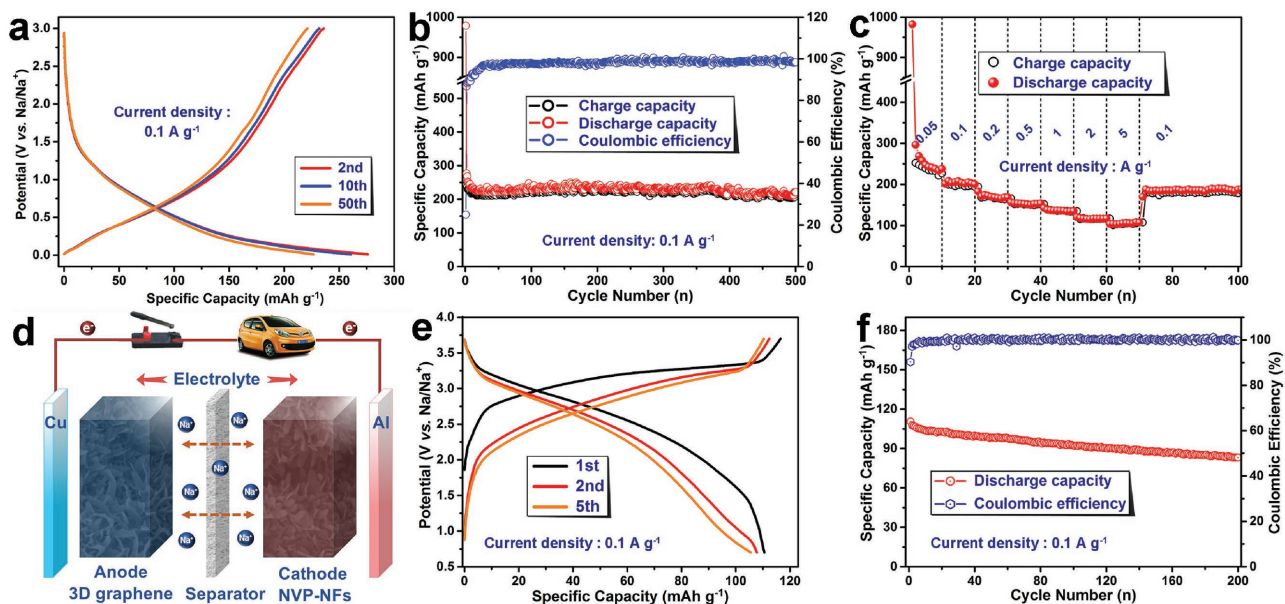 a
3.0
2.5
2.0
1.5
1.0
0.5
0.0
Potential (V vs. Na/Na⁺)
Current density :
0.1 A g⁻¹
2nd
10th
50th
0 50 100 150 200 250 300
Specific Capacity (mAh g⁻¹)
b
1000
900
500
400
300
200
100
0
Specific Capacity (mAh g⁻¹)
Charge capacity
Discharge capacity
Coulombic efficiency
Current density: 0.1 A g⁻¹
120
100
80
60
40
20
0
Coulombic Efficiency (%)
0 100 200 300 400 500
Cycle Number (n)
c
1000
900
400
300
200
100
0
Specific Capacity (mAh g⁻¹)
Charge capacity
Discharge capacity
0.05 0.1 0.2 0.5 1 2 5 0.1
Current density : A g⁻¹
0 20 40 60 80 100
Cycle Number (n)
d
e⁻
e⁻
Electrolyte
Cu
Al
Na⁺
Na⁺
Na⁺
Na⁺
Na⁺
Na⁺
Na⁺
Anode
3D graphene
Separator
Cathode
NVP-NFs
e
4.0
3.5
3.0
2.5
2.0
1.5
1.0
0.5
Potential (V vs. Na/Na⁺)
1st
2nd
5th
Current density : 0.1 A g⁻¹
0 20 40 60 80 100 120
Specific Capacity (mAh g⁻¹)
f
180
150
120
90
60
30
0
Specific Capacity (mAh g⁻¹)
Discharge capacity
Coulombic efficiency
Current density : 0.1 A g⁻¹
100
80
60
40
20
0
Coulombic Efficiency (%)
0 40 80 120 160 200
Cycle Number (n)